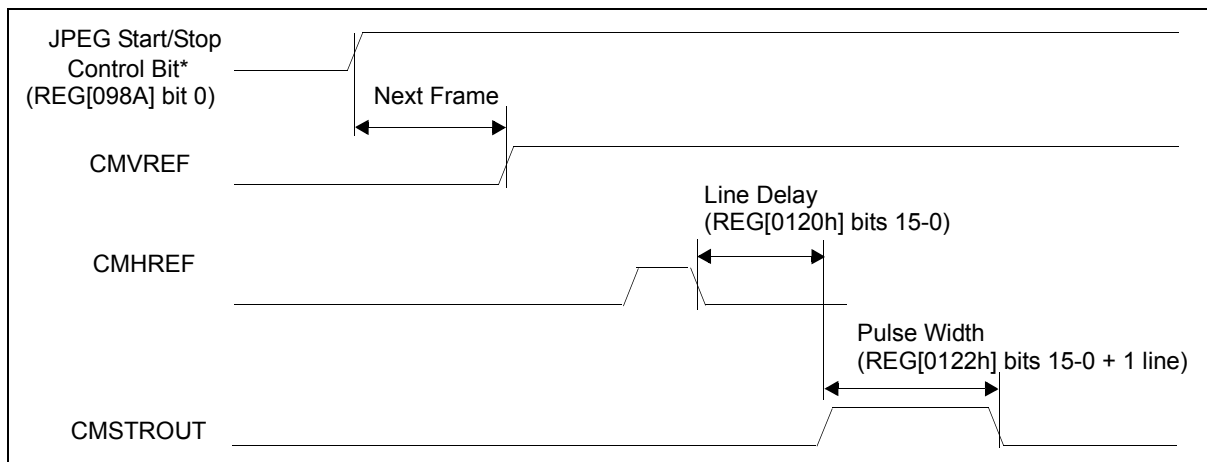 JPEG Start/Stop
Control Bit*
(REG[098A] bit 0)
Next Frame
CMVREF
Line Delay
(REG[0120h] bits 15-0)
CMHREF
Pulse Width
(REG[0122h] bits 15-0 + 1 line)
CMSTROUT